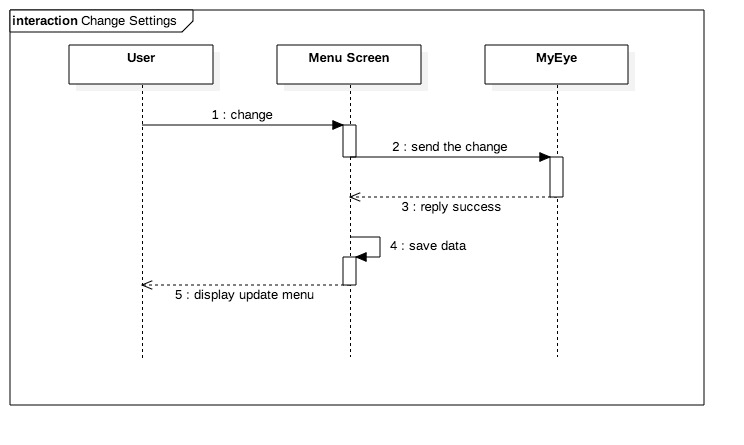 interaction Change Settings
User
Menu Screen
MyEye
1 : change
2 : send the change
3 : reply success
4 : save data
5 : display update menu